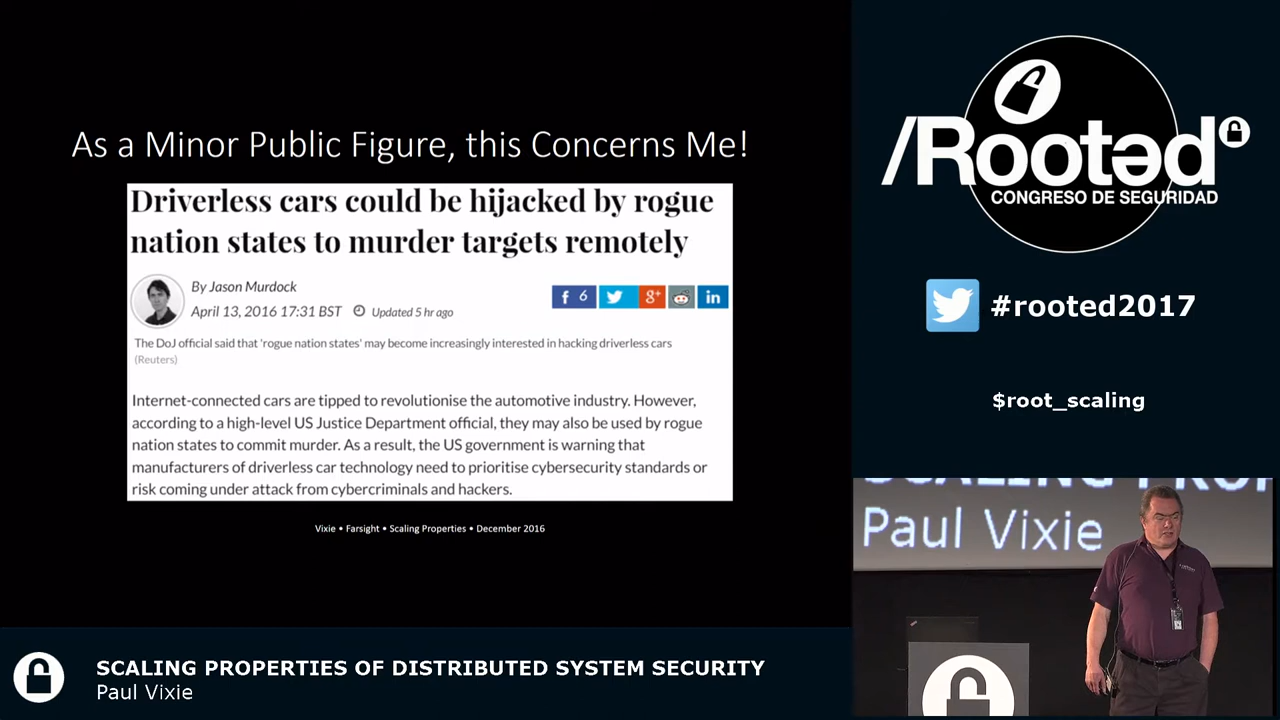 As a Minor Public Figure, this Concerns Me!
Driverless cars could be hijacked by rogue
nation states to murder targets remotely
By Jason Murdock
April 13, 2016 17:31 BST Updated 5 hr ago
f 6 g+ in
The DoJ official said that 'rogue nation states' may become increasingly interested in hacking driverless cars
(Reuters)
Internet-connected cars are tipped to revolutionise the automotive industry. However,
according to a high-level US Justice Department official, they may also be used by rogue
nation states to commit murder. As a result, the US government is warning that
manufacturers of driverless car technology need to prioritise cybersecurity standards or
risk coming under attack from cybercriminals and hackers.
Vixie • Farsight • Scaling Properties • December 2016
/Rootəd
CONGRESO DE SEGURIDAD
#rooted2017
$root_scaling
SCALING PROP
Paul Vixie
SCALING PROPERTIES OF DISTRIBUTED SYSTEM SECURITY
Paul Vixie